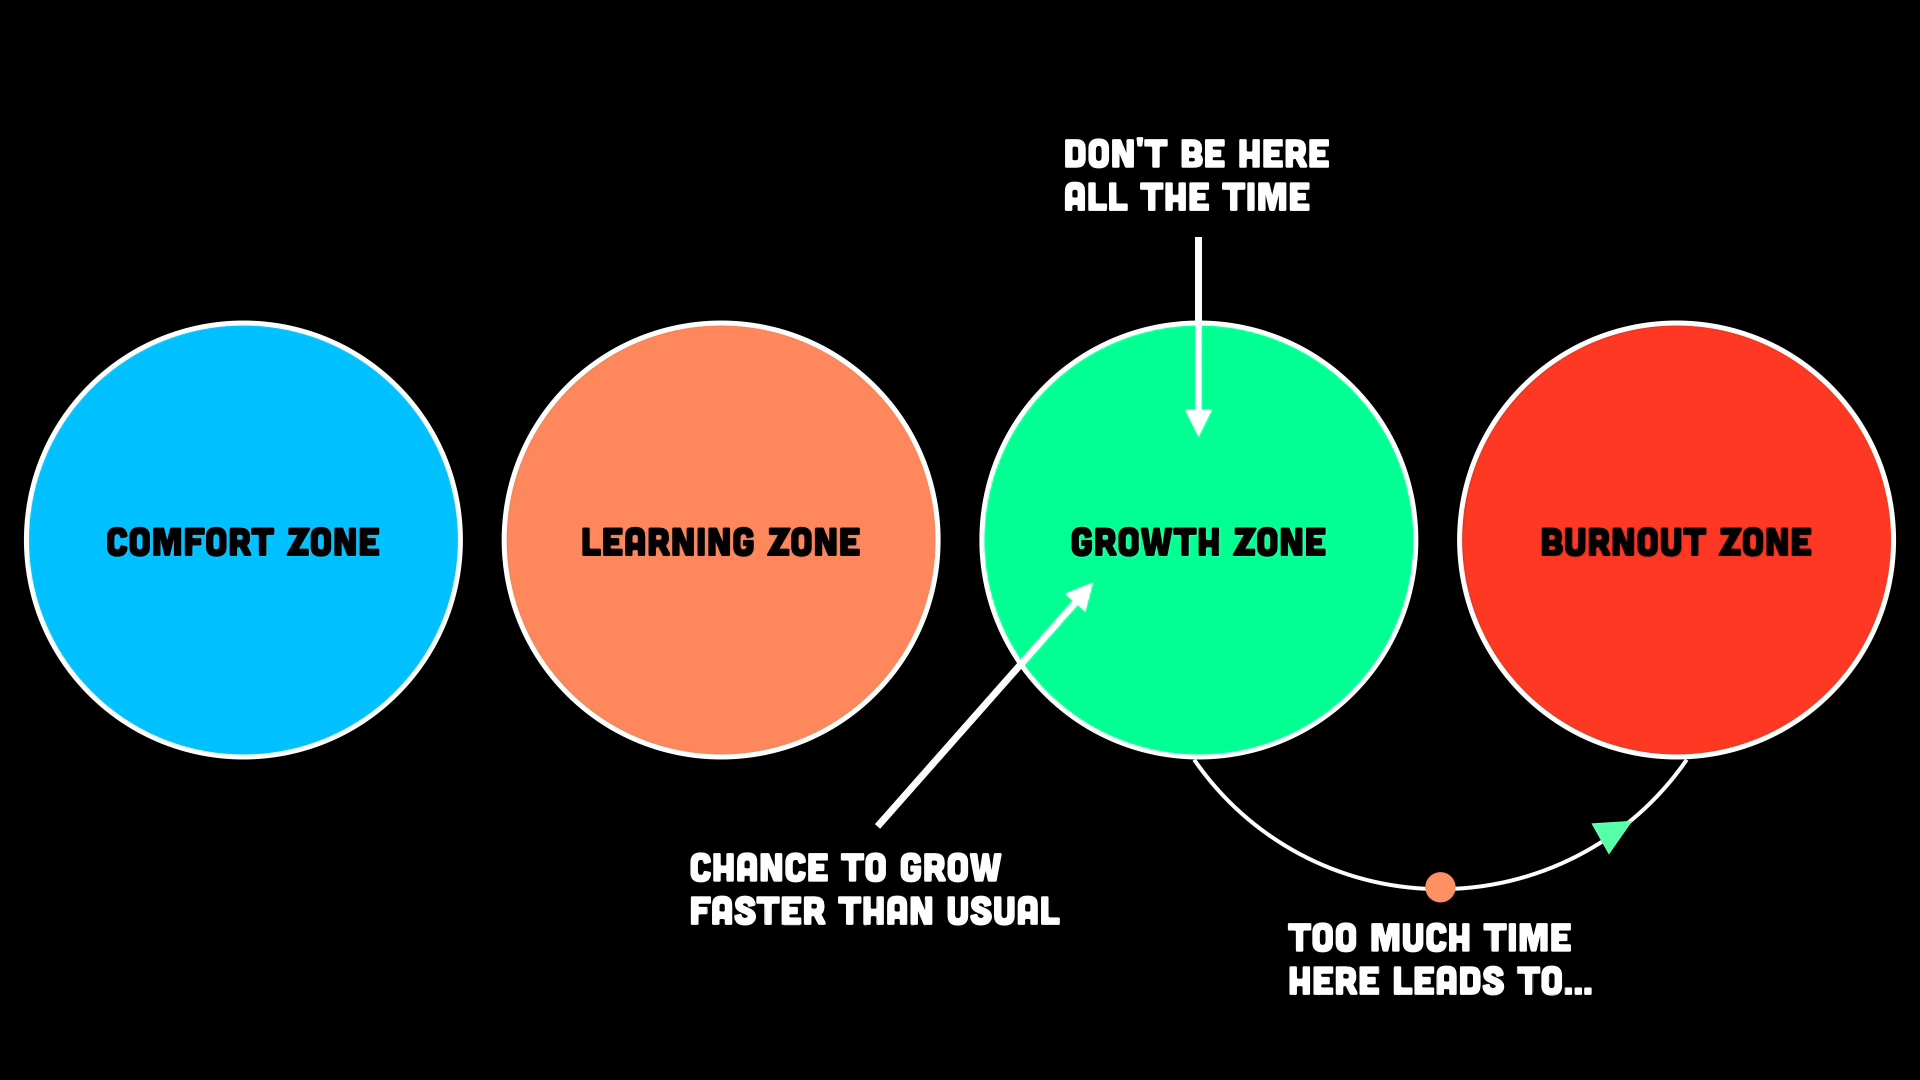 DON'T BE HERE
ALL THE TIME
COMFORT ZONE
LEARNING ZONE
GROWTH ZONE
BURNOUT ZONE
CHANCE TO GROW
FASTER THAN USUAL
TOO MUCH TIME
HERE LEADS TO...